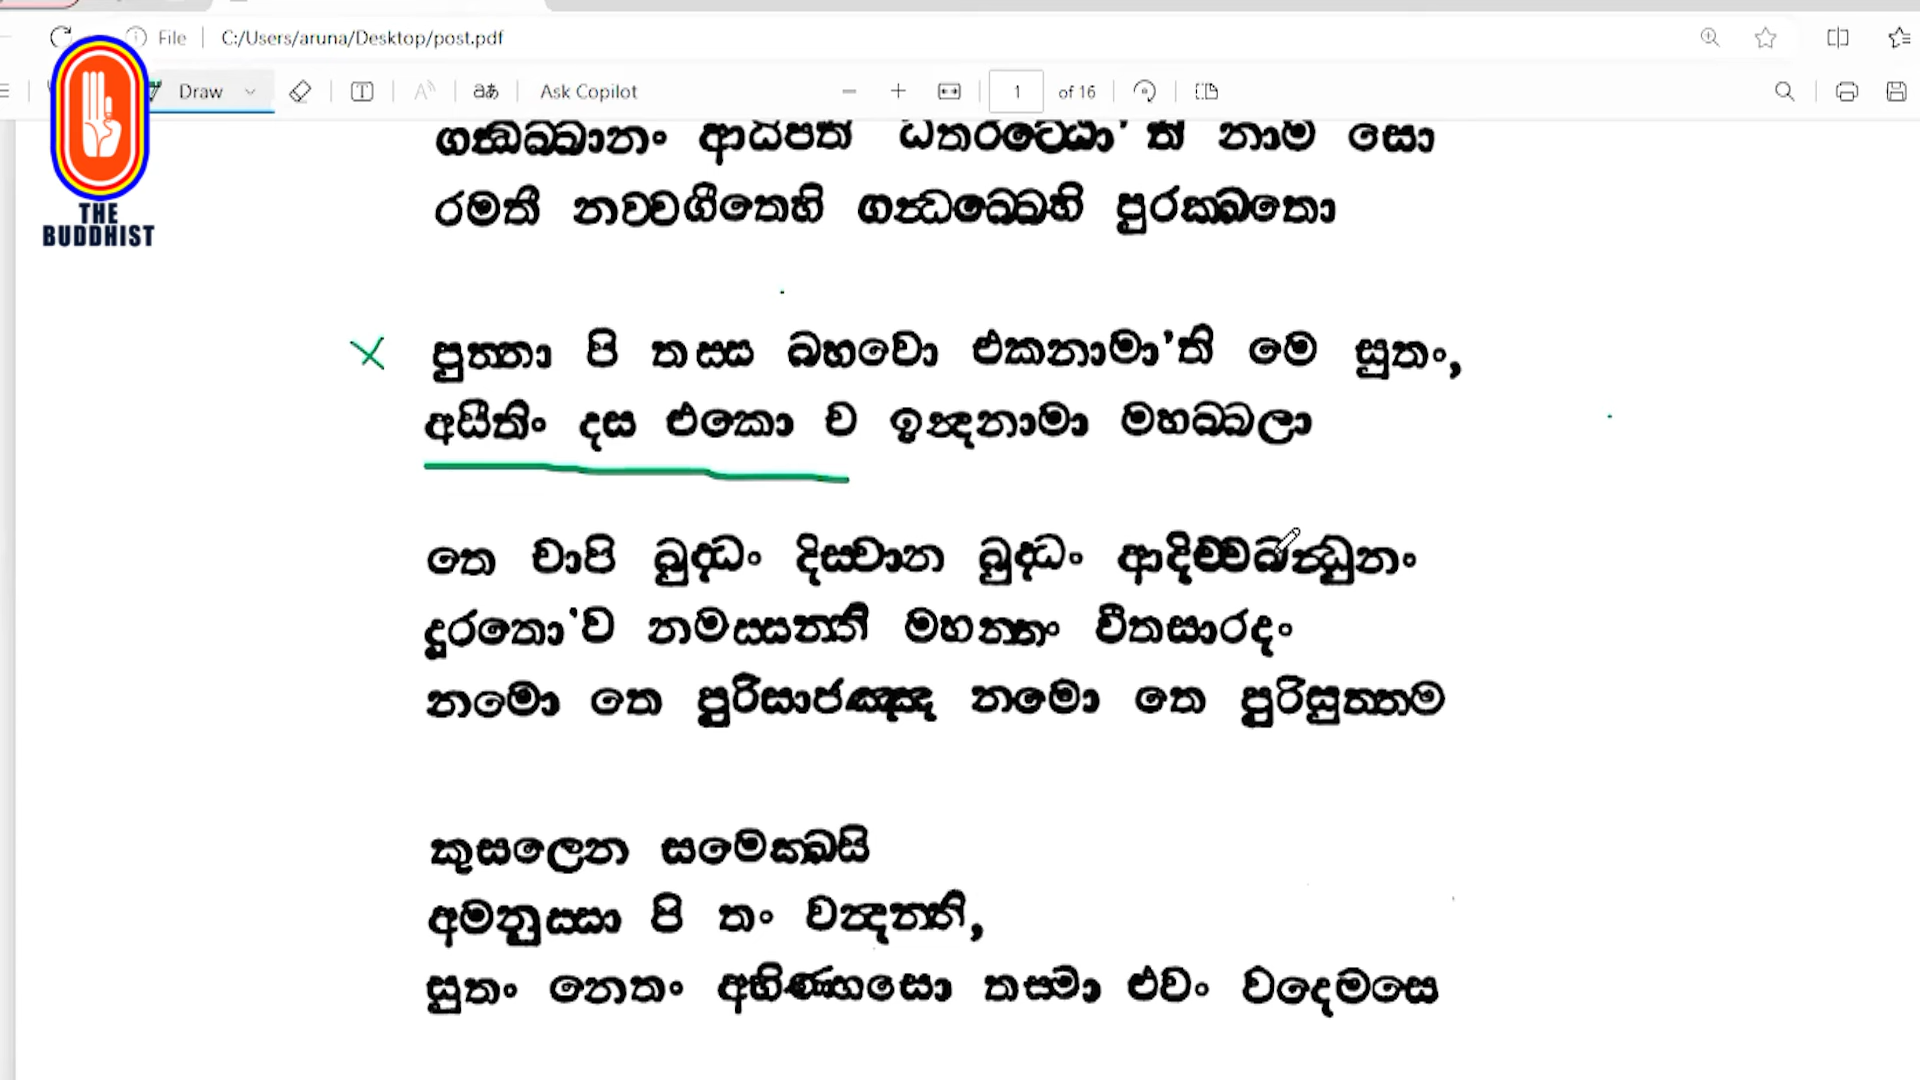 File C:/Users/aruna/Desktop/post.pdf
Draw Ask Copilot 1 of 16
THE
BUDDHIST
ගන්ධබ්බානං ආධිපති ධතරට්ඨො'ති නාම සො
රමතී නච්චගීතෙහි ගන්ධබ්බෙහි පුරක්ඛතො
පුත්තා පි තස්ස බහවො එකනාමා'ති මෙ සුතං,
අසීතිං දස එකො ච ඉන්දනාමා මහබ්බලා
තෙ චාපි බුද්ධං දිස්වාන බුද්ධං ආදිච්චබන්ධුනං
දූරතො'ව නමස්සන්ති මහන්තං වීතසාරදං
නමො තෙ පුරිසාජඤ්ඤ නමො තෙ පුරිසුත්තම
කුසලෙන සමෙක්ඛසි
අමනුස්සා පි තං වන්දන්ති,
සුතං නෙතං අභිණ්හසො තස්මා එවං වදෙමසෙ